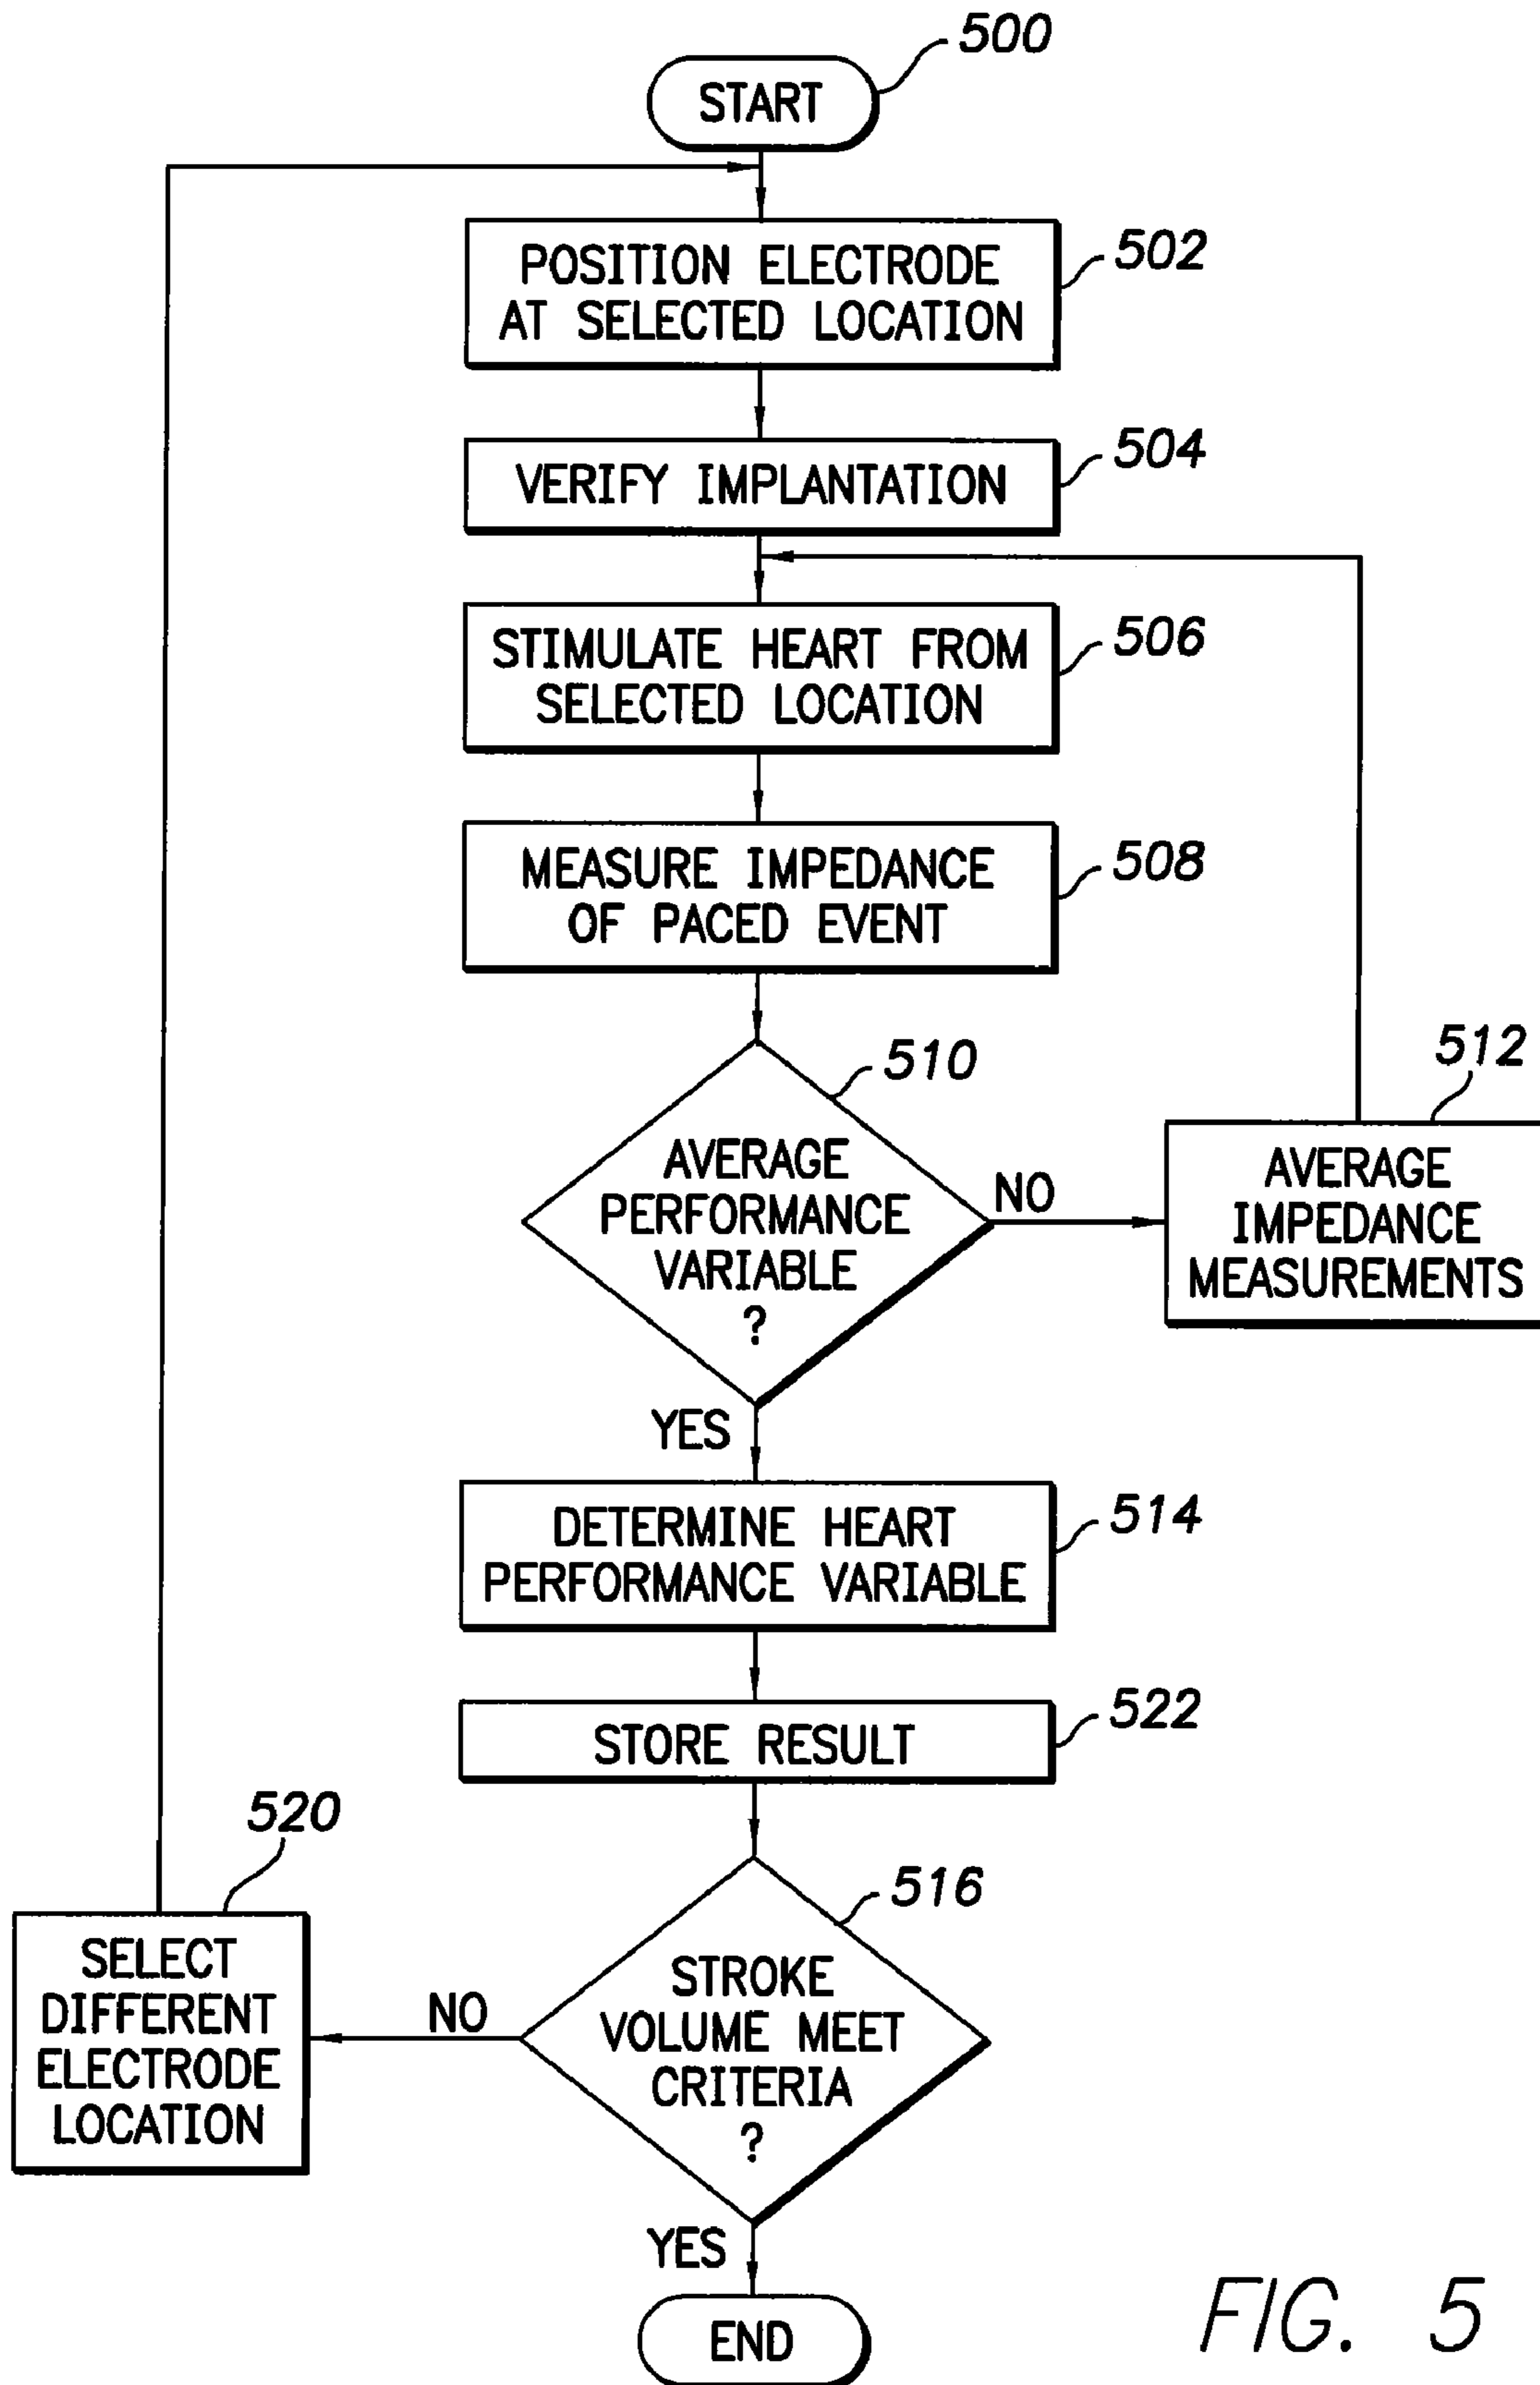 500
START
POSITION ELECTRODE
AT SELECTED LOCATION
502
VERIFY IMPLANTATION
504
STIMULATE HEART FROM
SELECTED LOCATION
506
MEASURE IMPEDANCE
OF PACED EVENT
508
510
AVERAGE
PERFORMANCE
VARIABLE
?
NO
512
AVERAGE
IMPEDANCE
MEASUREMENTS
YES
DETERMINE HEART
PERFORMANCE VARIABLE
514
STORE RESULT
522
516
STROKE
VOLUME MEET
CRITERIA
?
NO
520
SELECT
DIFFERENT
ELECTRODE
LOCATION
YES
END
FIG. 5